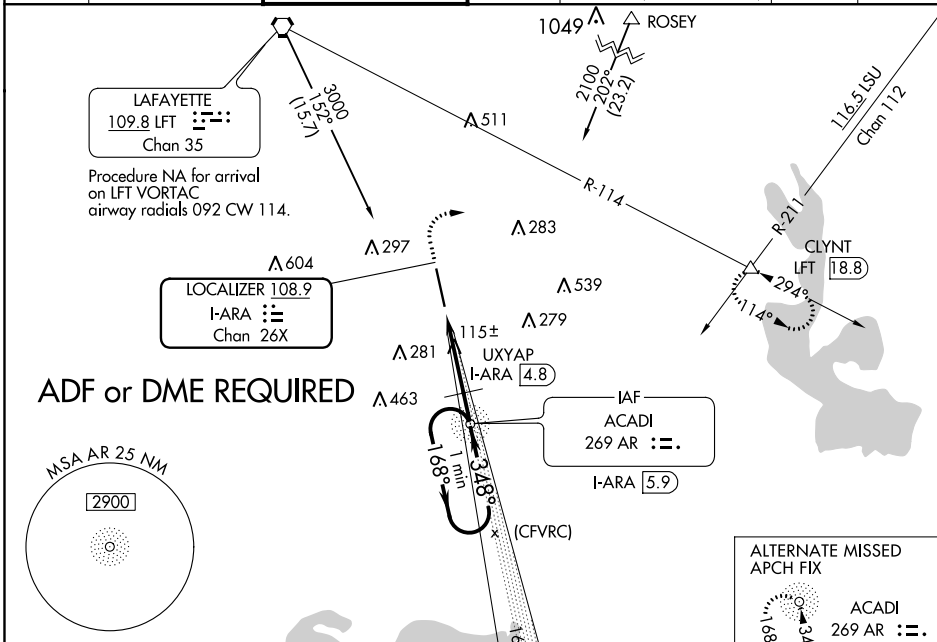 1049
ROSEY
2100
202°
(23.2)
116.5 LSU
Chan 112
LAFAYETTE
109.8 LFT
Chan 35
3000
152°
(15.7)
511
Procedure NA for arrival
on LFT VORTAC
airway radials 092 CW 114.
R-114
R-211
283
297
604
CLYNT
LFT 18.8
294°
114°
LOCALIZER 108.9
I-ARA
Chan 26X
539
279
115±
281
UXYAP
I-ARA 4.8
ADF or DME REQUIRED
463
IAF
ACADI
269 AR
I-ARA 5.9
168°
1 min
348°
MSA AR 25 NM
2900
(CFVRC)
ALTERNATE MISSED
APCH FIX
ACADI
269 AR